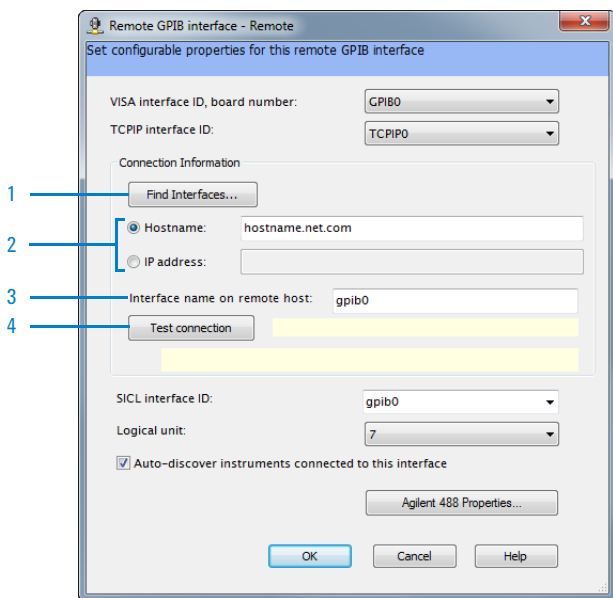 Remote GPIB interface - Remote
Set configurable properties for this remote GPIB interface
VISA interface ID, board number: GPIB0
TCPIP interface ID: TCPIP0
Connection Information
1 Find Interfaces...
2
Hostname: hostname.net.com
IP address:
3 Interface name on remote host: gpib0
4 Test connection
SICL interface ID: gpib0
Logical unit: 7
Auto-discover instruments connected to this interface
Agilent 488 Properties...
OK Cancel Help